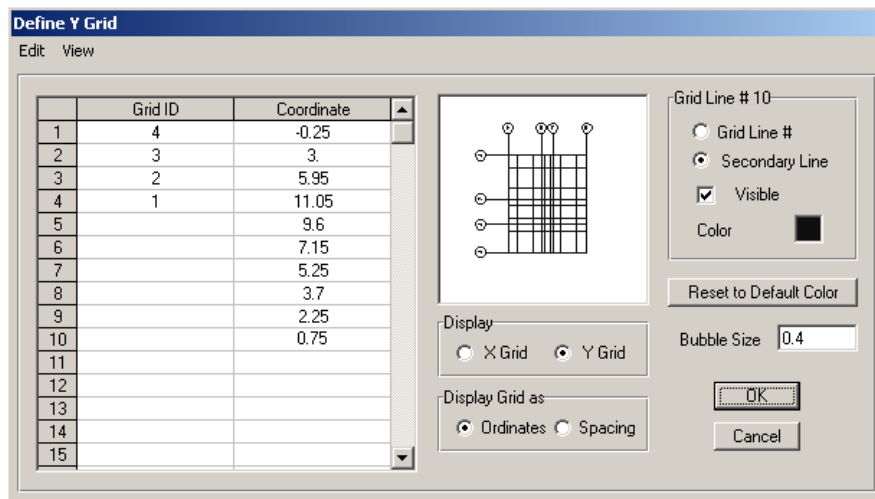 Define Y Grid
Edit View
Grid ID Coordinate
1 4 -0.25
2 3 3.
3 2 5.95
4 1 11.05
5 9.6
6 7.15
7 5.25
8 3.7
9 2.25
10 0.75
11
12
13
14
15
Grid Line # 10
Grid Line #
Secondary Line
Visible
Color
Reset to Default Color
Display
X Grid Y Grid
Bubble Size 0.4
Display Grid as
Ordinates Spacing
OK
Cancel